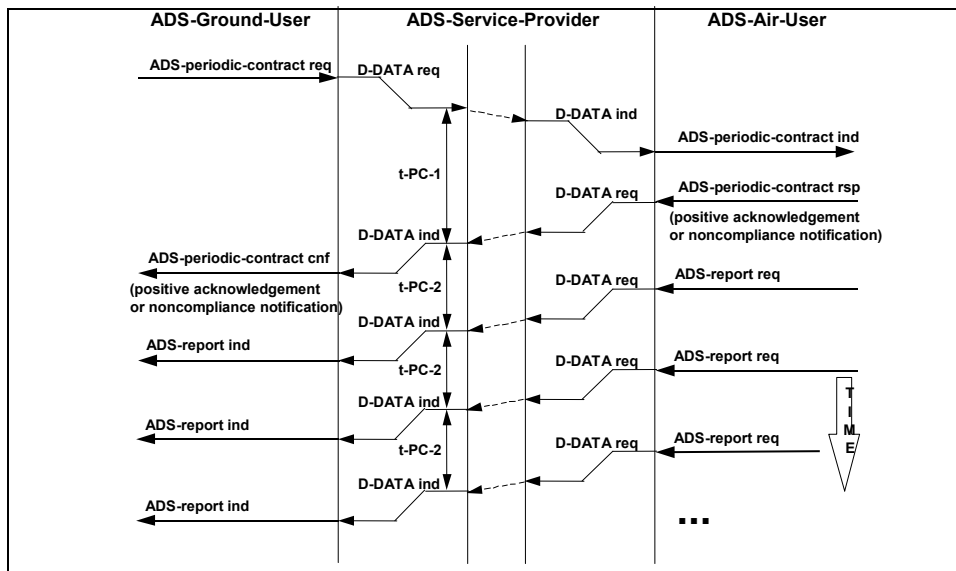 ADS-Ground-User ADS-Service-Provider ADS-Air-User
ADS-periodic-contract req
D-DATA req
D-DATA ind
ADS-periodic-contract ind
t-PC-1
D-DATA req
ADS-periodic-contract rsp
(positive acknowledgement
or noncompliance notification)
D-DATA ind
ADS-periodic-contract cnf
(positive acknowledgement
or noncompliance notification)
t-PC-2
D-DATA req
ADS-report req
D-DATA ind
ADS-report ind
t-PC-2
D-DATA req
ADS-report req
D-DATA ind
ADS-report ind
t-PC-2
D-DATA req
ADS-report req
TIME
D-DATA ind
ADS-report ind
...